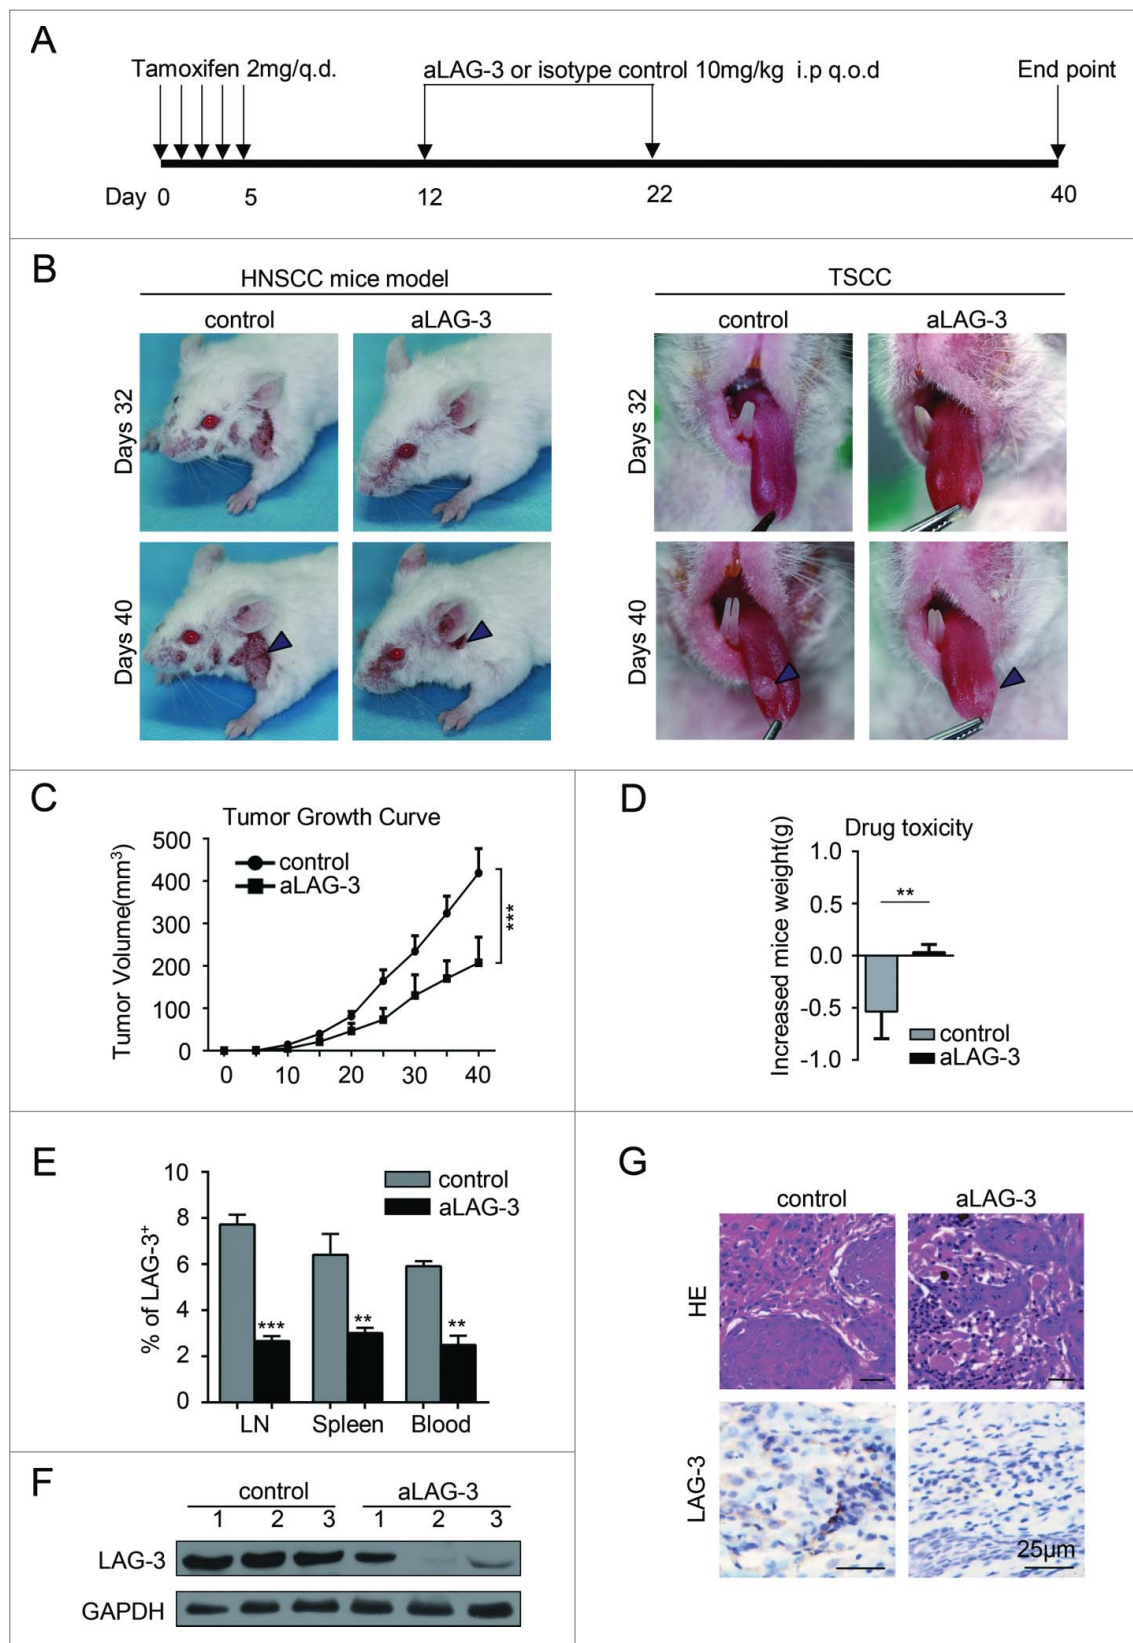 A
Tamoxifen 2mg/q.d.
aLAG-3 or isotype control 10mg/kg i.p q.o.d
End point
Day 0 5 12 22 40
B
HNSCC mice model
TSCC
control aLAG-3 control aLAG-3
Days 32
Days 32
Days 40
Days 40
C
Tumor Growth Curve
Tumor Volume(mm³)
500
400
300
200
100
0
control
aLAG-3
***
0 10 20 30 40
D
Drug toxicity
Increased mice weight(g)
1.0
0.5
0.0
-0.5
-1.0
**
control
aLAG-3
E
% of LAG-3⁺
10
8
6
4
2
0
control
aLAG-3
*** ** **
LN Spleen Blood
F
control aLAG-3
1 2 3 1 2 3
LAG-3
GAPDH
G
control aLAG-3
HE
LAG-3
25μm